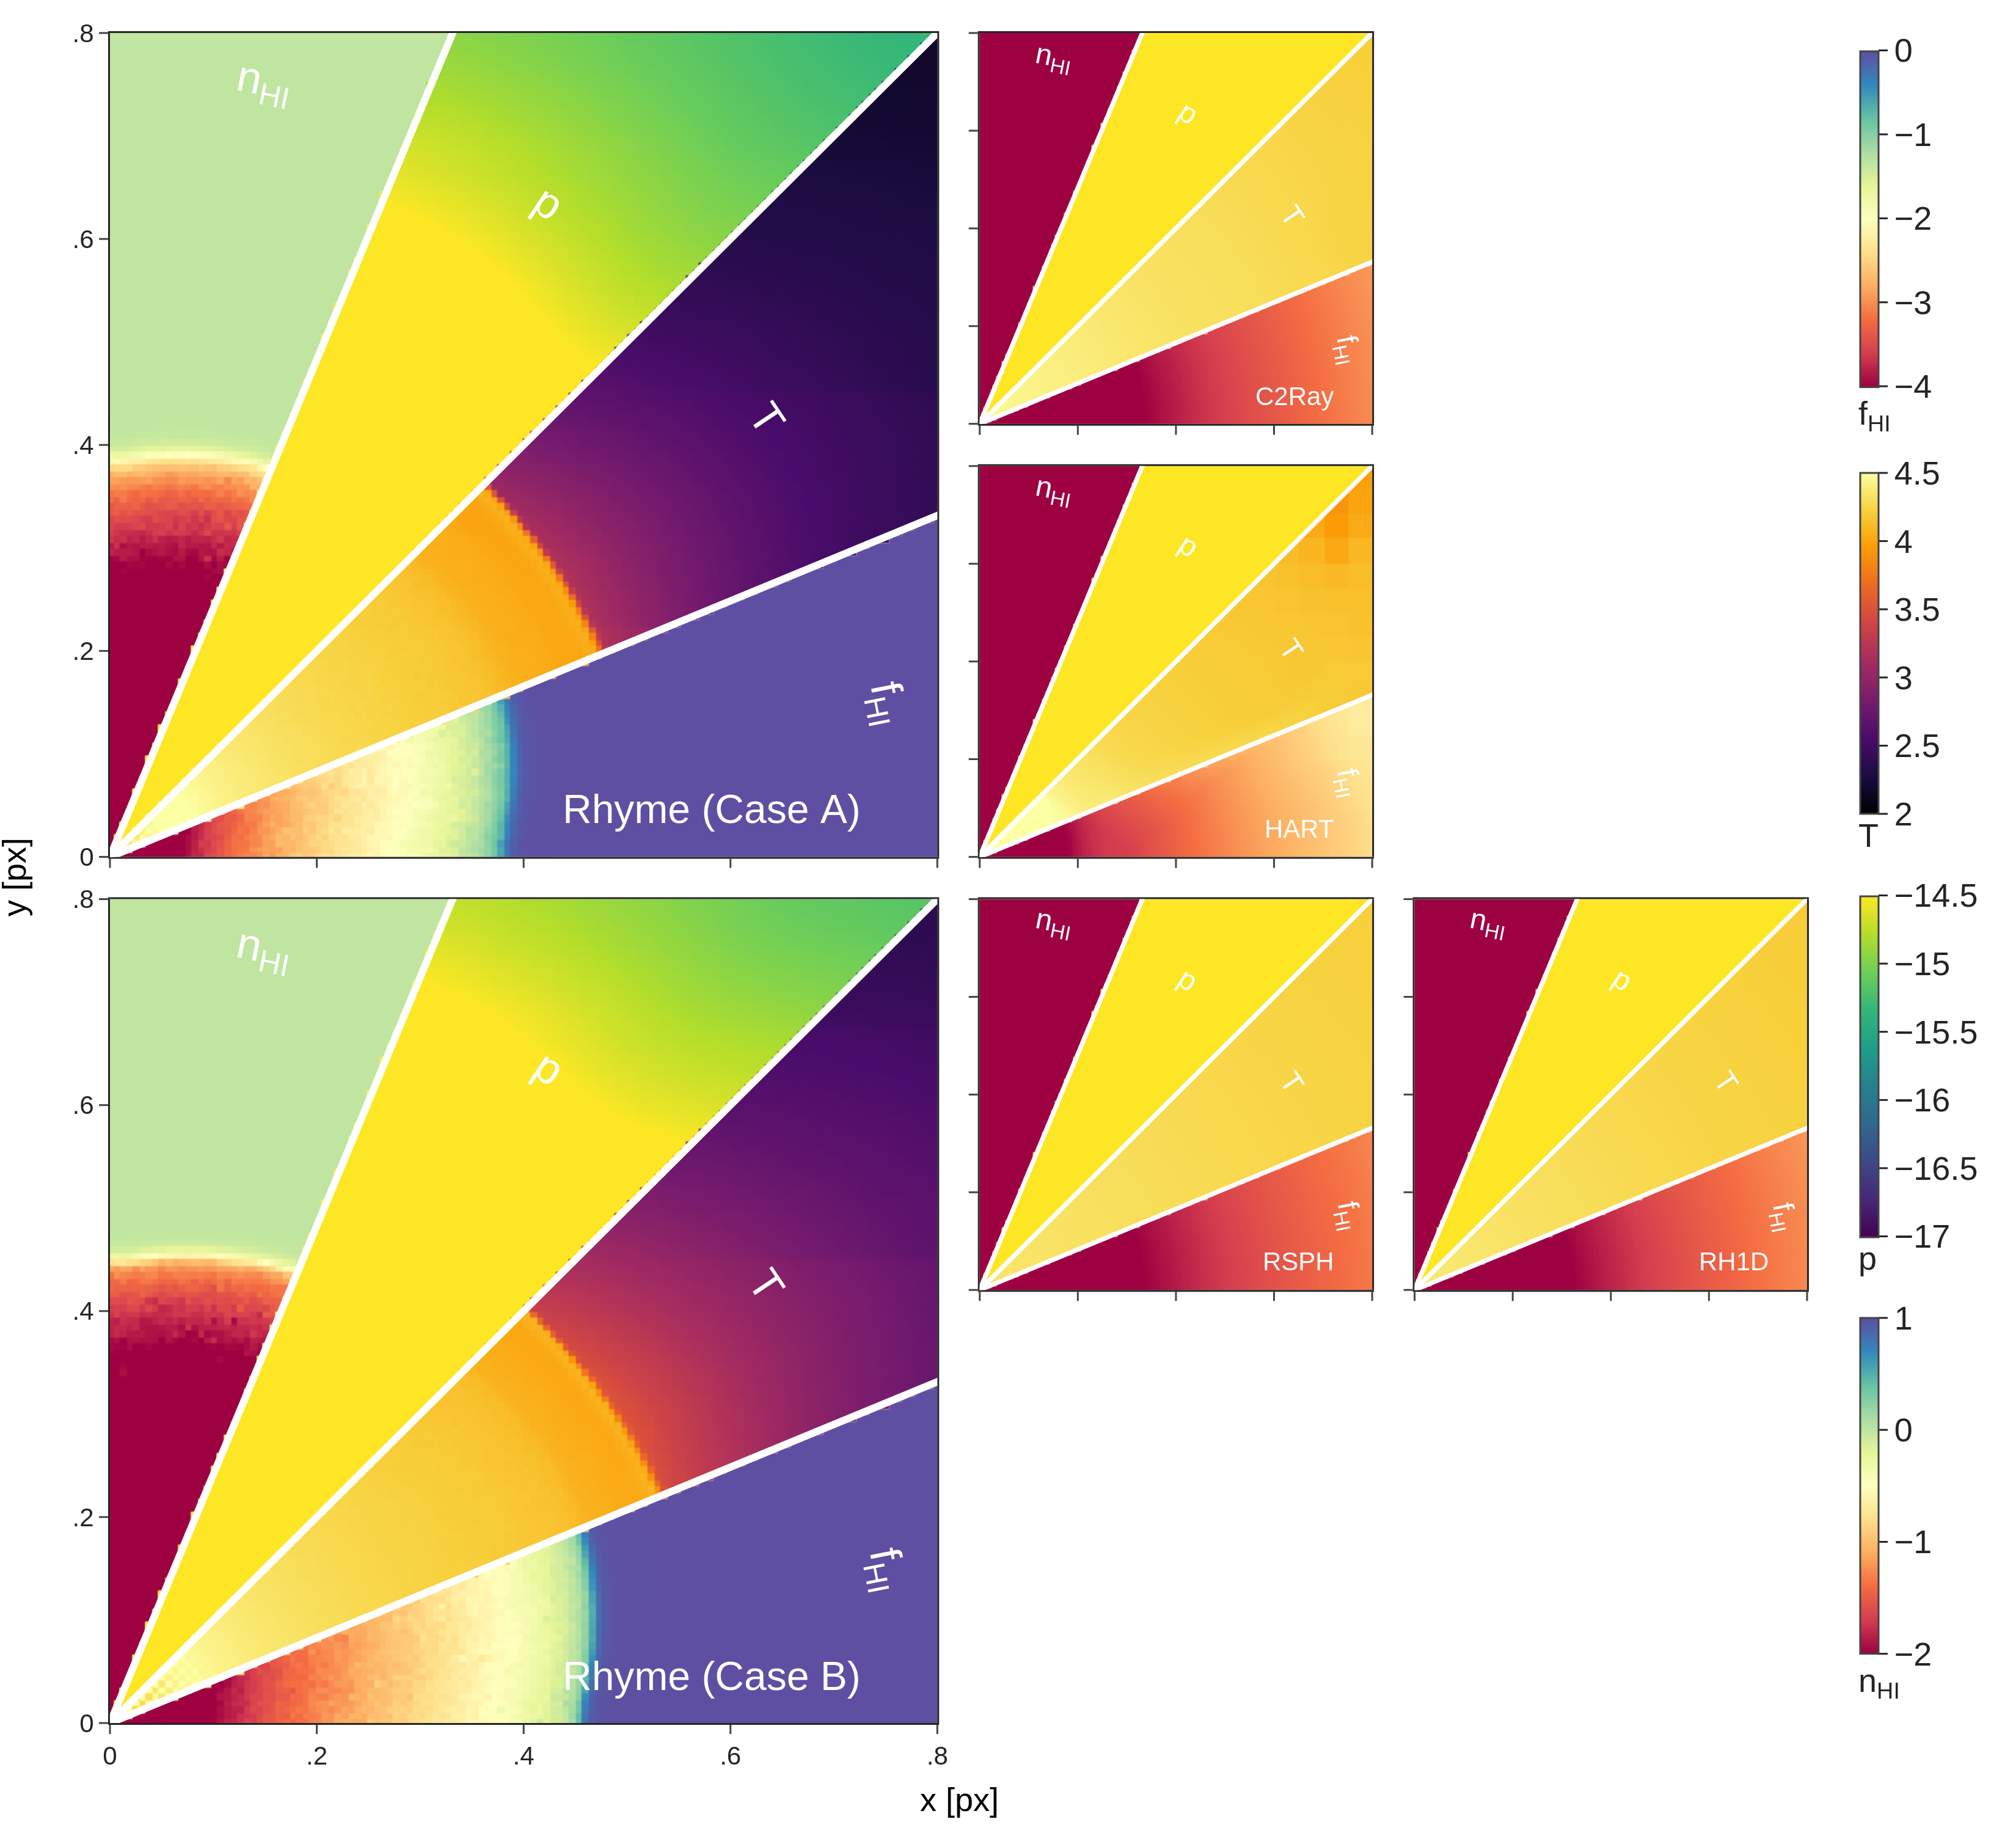 .8
.6
.4
.2
0
n_HI
p
T
f_HI
Rhyme (Case A)
n_HI
p
T
f_HI
C2Ray
n_HI
p
T
f_HI
HART
y [px]
.8
.6
.4
.2
0
0
.2
.4
.6
.8
n_HI
p
T
f_HI
Rhyme (Case B)
n_HI
p
T
f_HI
RSPH
n_HI
p
T
f_HI
RH1D
x [px]
0
−1
−2
−3
−4
f_HI
4.5
4
3.5
3
2.5
2
T
−14.5
−15
−15.5
−16
−16.5
−17
p
1
0
−1
−2
n_HI